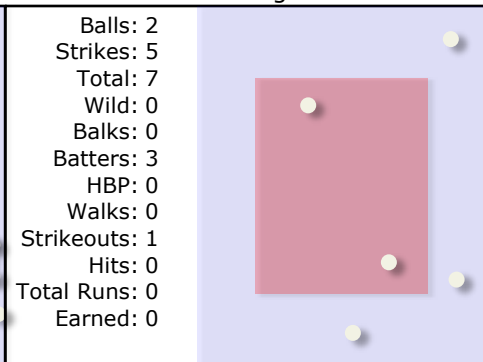 Balls: 2
Strikes: 5
Total: 7
Wild: 0
Balks: 0
Batters: 3
HBP: 0
Walks: 0
Strikeouts: 1
Hits: 0
Total Runs: 0
Earned: 0